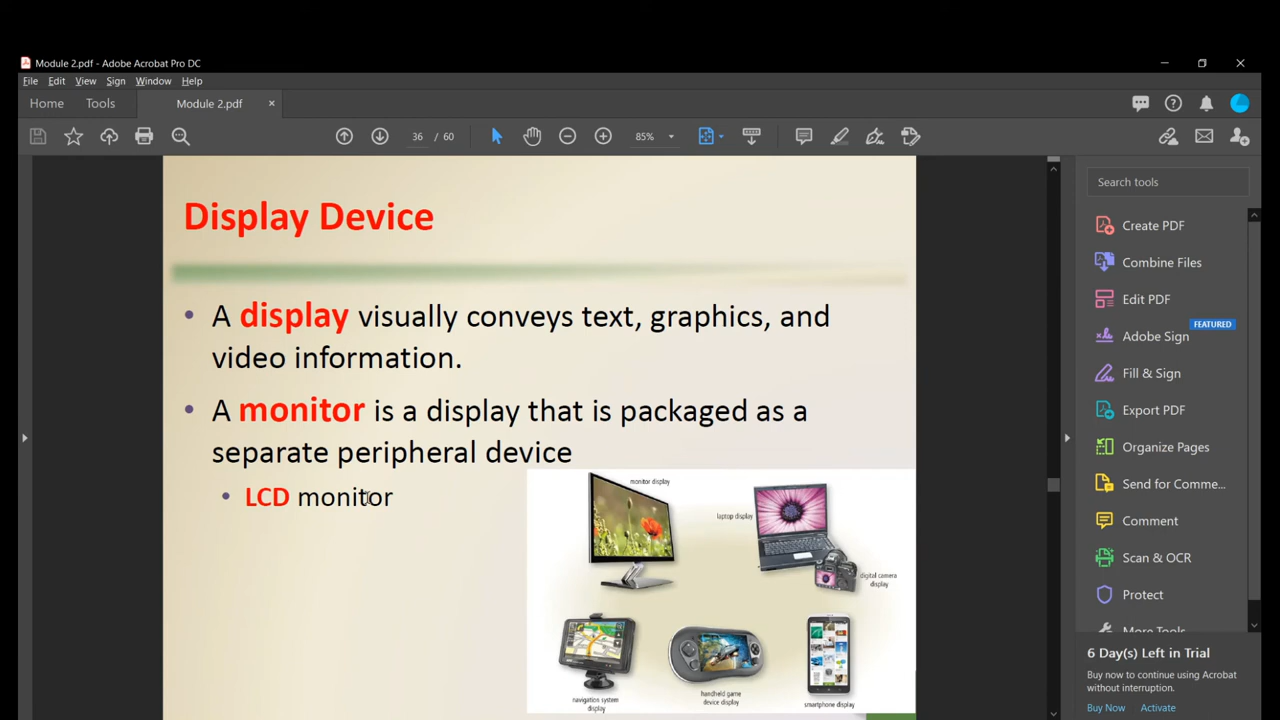 Module 2.pdf - Adobe Acrobat Pro DC
File Edit View Sign Window Help
Home Tools Module 2.pdf ×
36 / 60 85%
Search tools
Display Device
• A display visually conveys text, graphics, and
video information.
• A monitor is a display that is packaged as a
separate peripheral device
• LCD monitor
monitor display
laptop display
digital camera
display
navigation system
display
handheld game
device display
smartphone display
Create PDF
Combine Files
Edit PDF
FEATURED
Adobe Sign
Fill & Sign
Export PDF
Organize Pages
Send for Comme...
Comment
Scan & OCR
Protect
More Tools
6 Day(s) Left in Trial
Buy now to continue using Acrobat
without interruption.
Buy Now Activate